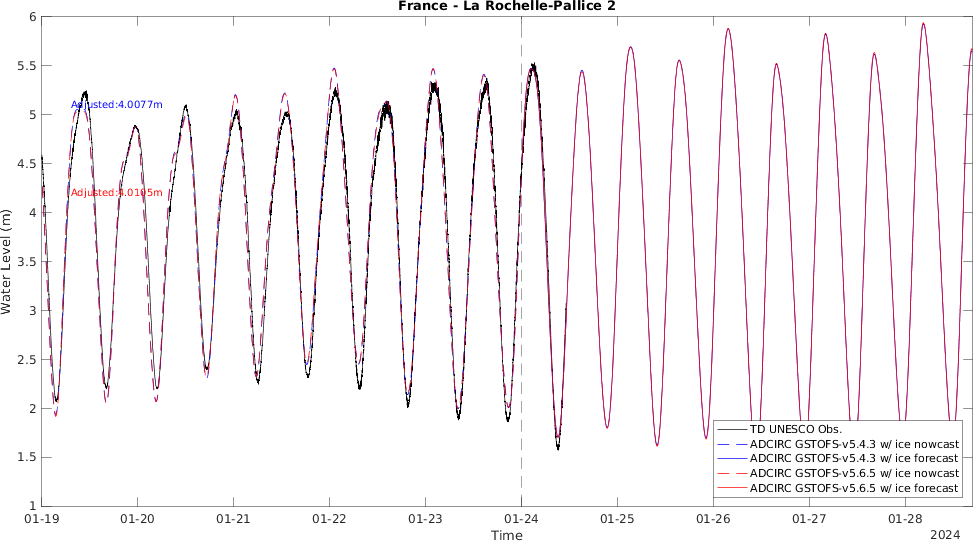 France - La Rochelle-Pallice 2
6
5.5
5
4.5
4
3.5
3
2.5
2
1.5
1
Water Level (m)
Adjusted:4.0077m
Adjusted:4.0105m
TD UNESCO Obs.
ADCIRC GSTOFS-v5.4.3 w/ ice nowcast
ADCIRC GSTOFS-v5.4.3 w/ ice forecast
ADCIRC GSTOFS-v5.6.5 w/ ice nowcast
ADCIRC GSTOFS-v5.6.5 w/ ice forecast
01-19 01-20 01-21 01-22 01-23 01-24 01-25 01-26 01-27 01-28
Time
2024